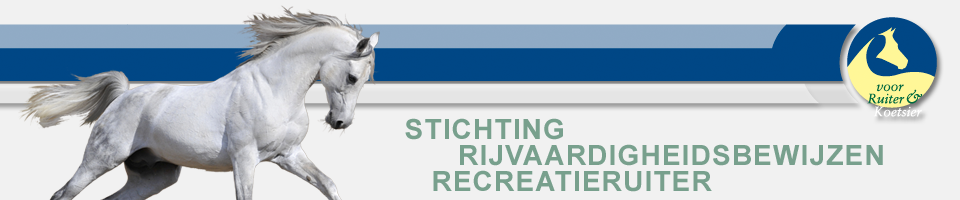 voor
Ruiter &
Koetsier
STICHTING
RIJVAARDIGHEIDSBEWIJZEN
RECREATIERUITER